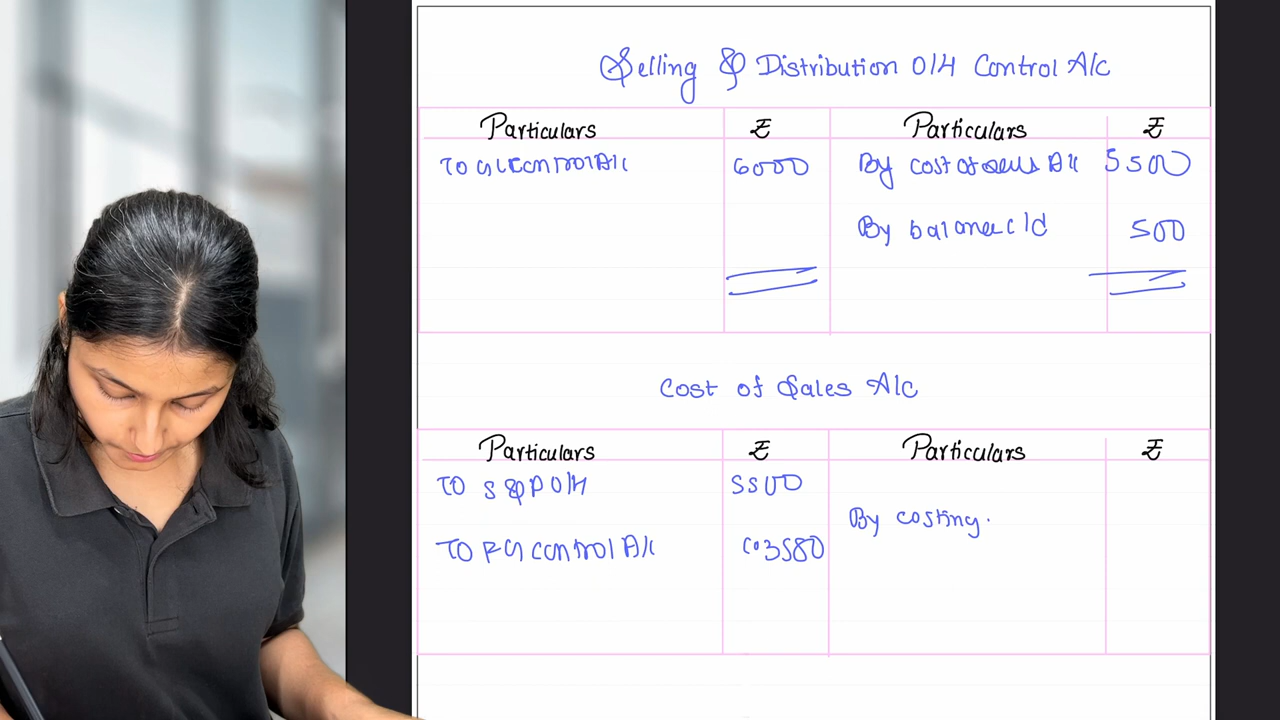 Selling & Distribution O/H Control A/c
Particulars ₹ Particulars ₹
To GL control A/c 6000 By cost of sales A/c 5500
By balance c/d 500
Cost of Sales A/c
Particulars ₹ Particulars ₹
To S & D O/H 5500
By costing.
To FG control A/c 103580